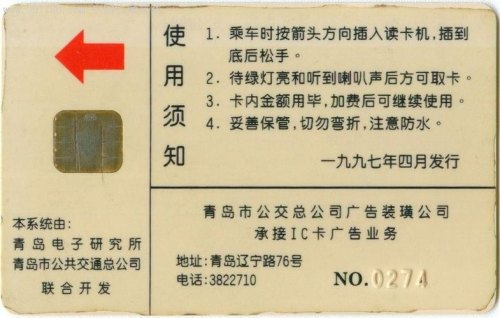 使用须知
1. 乘车时按箭头方向插入读卡机，插到
底后松手。
2. 待绿灯亮和听到喇叭声后方可取卡。
3. 卡内金额用毕，加费后可继续使用。
4. 妥善保管，切勿弯折，注意防水。
一九九七年四月发行
本系统由：
青岛电子研究所
青岛市公共交通总公司
联合开发
青岛市公交总公司广告装璜公司
承接IC卡广告业务
地址：青岛辽宁路76号
电话：3822710
NO. 0274